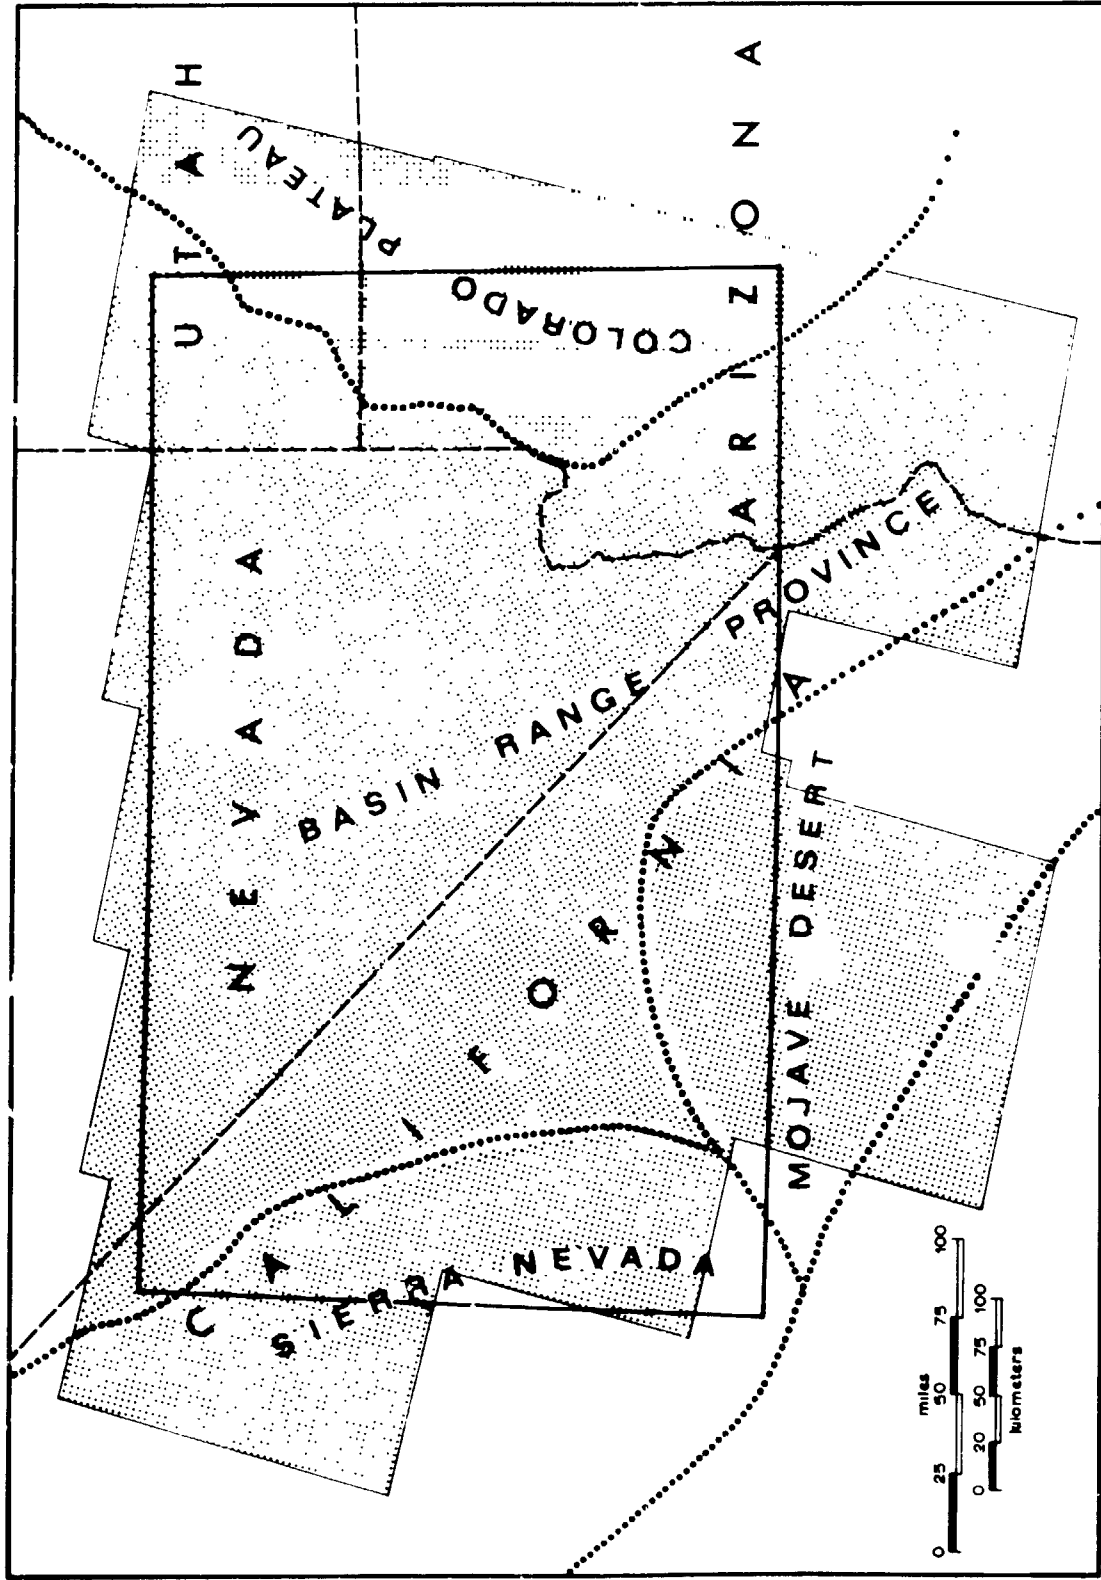 UTAH
NEVADA
CALIFORNIA
ARIZONA
COLORADO PLATEAU
BASIN RANGE PROVINCE
SIERRA NEVADA
MOJAVE DESERT
miles
0 25 50 75 100
0 20 50 75 100
kilometers